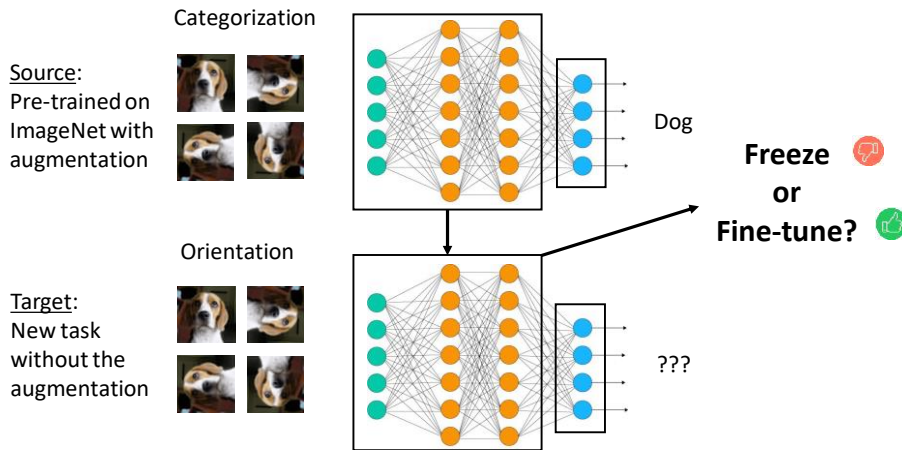 Categorization
Source:
Pre-trained on
ImageNet with
augmentation
Dog
Freeze
or
Fine-tune?
Orientation
Target:
New task
without the
augmentation
???